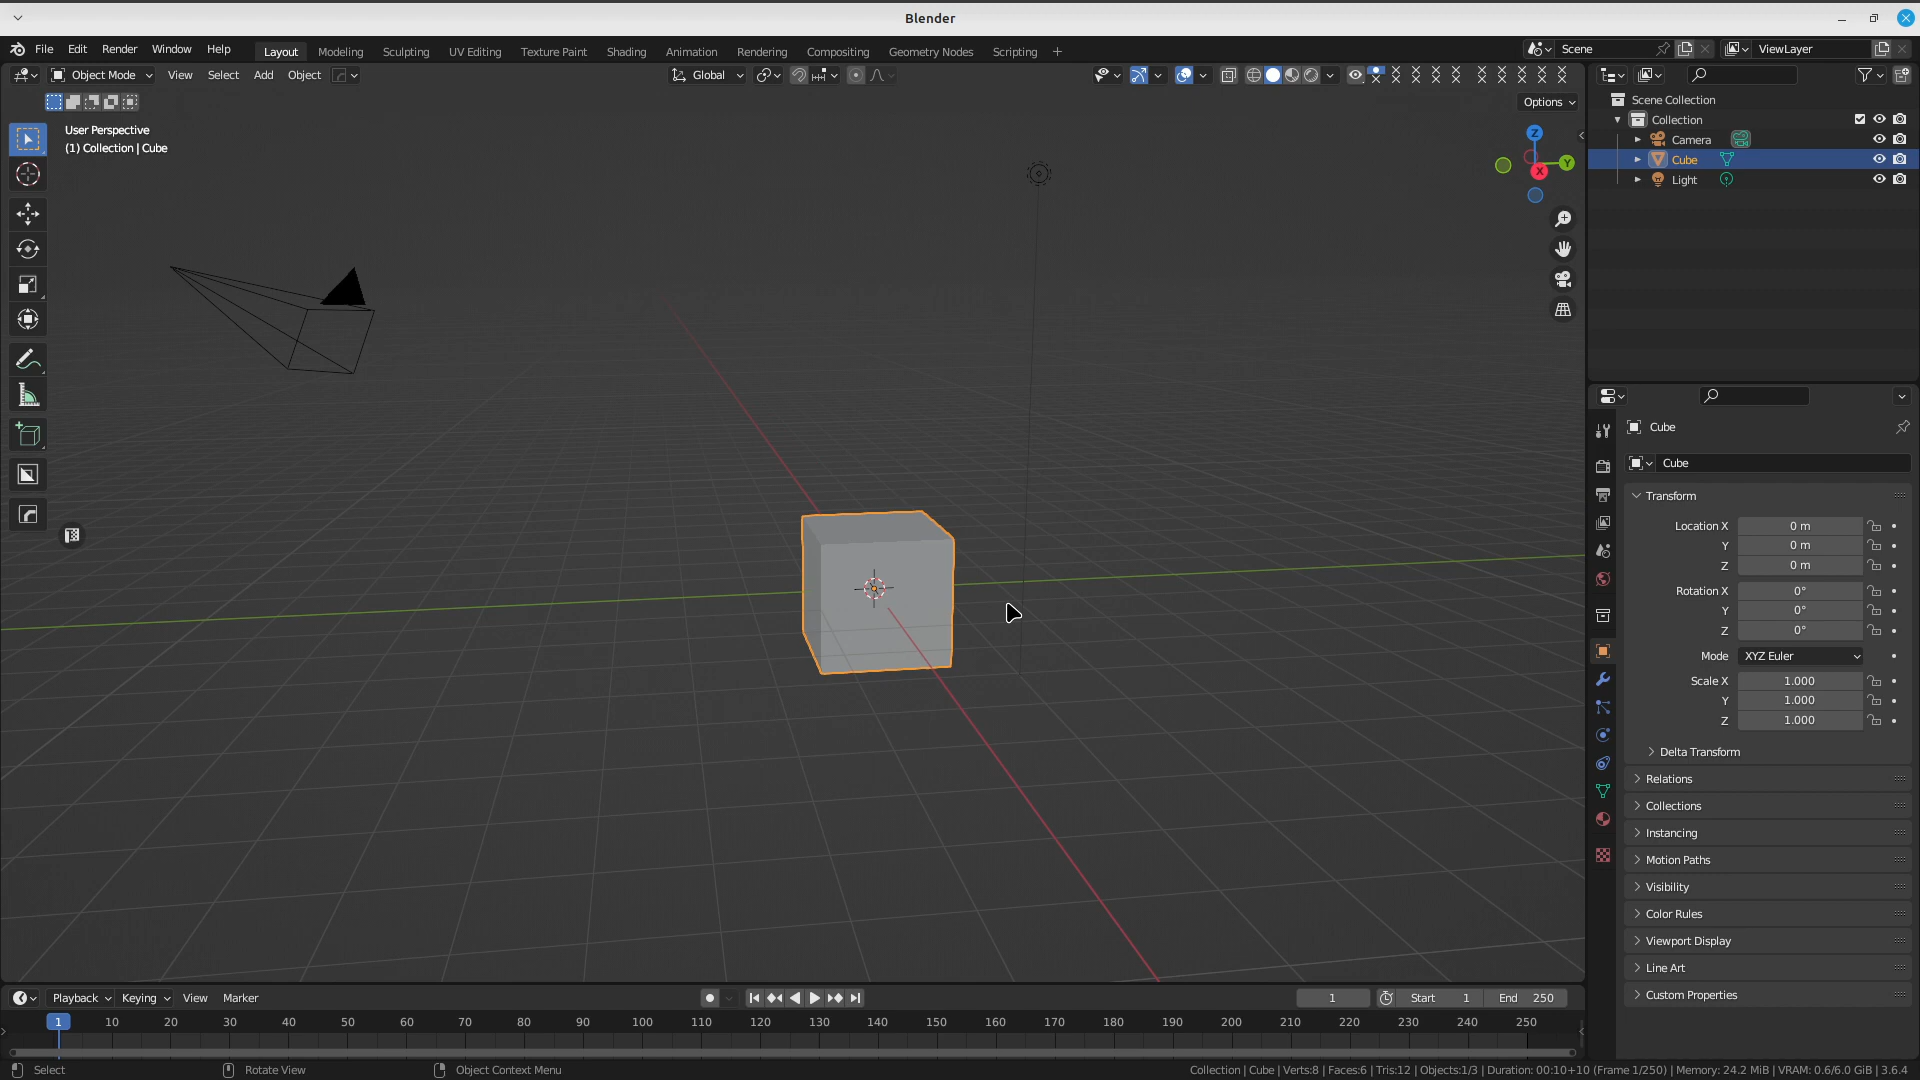 Blender
File Edit Render Window Help Layout Modeling Sculpting UV Editing Texture Paint Shading Animation Rendering Compositing Geometry Nodes Scripting + Scene ViewLayer
Object Mode View Select Add Object Global
Options
User Perspective
(1) Collection | Cube
Z
Y
X
Scene Collection
Collection
Camera
Cube
Light
Cube
Cube
Transform
Location X 0 m
Y 0 m
Z 0 m
Rotation X 0°
Y 0°
Z 0°
Mode XYZ Euler
Scale X 1.000
Y 1.000
Z 1.000
Delta Transform
Relations
Collections
Instancing
Motion Paths
Visibility
Color Rules
Viewport Display
Line Art
Custom Properties
Playback Keying View Marker 1 Start 1 End 250
1 10 20 30 40 50 60 70 80 90 100 110 120 130 140 150 160 170 180 190 200 210 220 230 240 250
Select Rotate View Object Context Menu Collection | Cube | Verts:8 | Faces:6 | Tris:12 | Objects:1/3 | Duration: 00:10+10 (Frame 1/250) | Memory: 24.2 MiB | VRAM: 0.6/6.0 GiB | 3.6.4